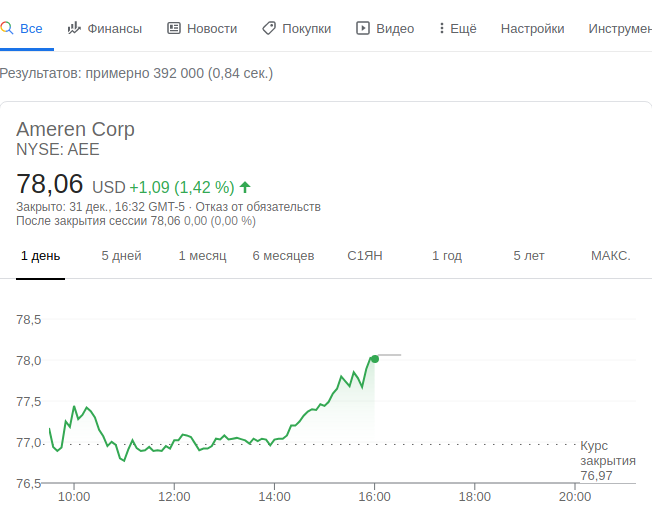 Все Финансы Новости Покупки Видео Ещё Настройки Инструмен
Результатов: примерно 392 000 (0,84 сек.)
Ameren Corp
NYSE: AEE
78,06 USD +1,09 (1,42 %)
Закрыто: 31 дек., 16:32 GMT-5 · Отказ от обязательств
После закрытия сессии 78,06 0,00 (0,00 %)
1 день 5 дней 1 месяц 6 месяцев С1ЯН 1 год 5 лет МАКС.
78,5
78,0
77,5
77,0
Курс
закрытия
76,97
76,5
10:00 12:00 14:00 16:00 18:00 20:00